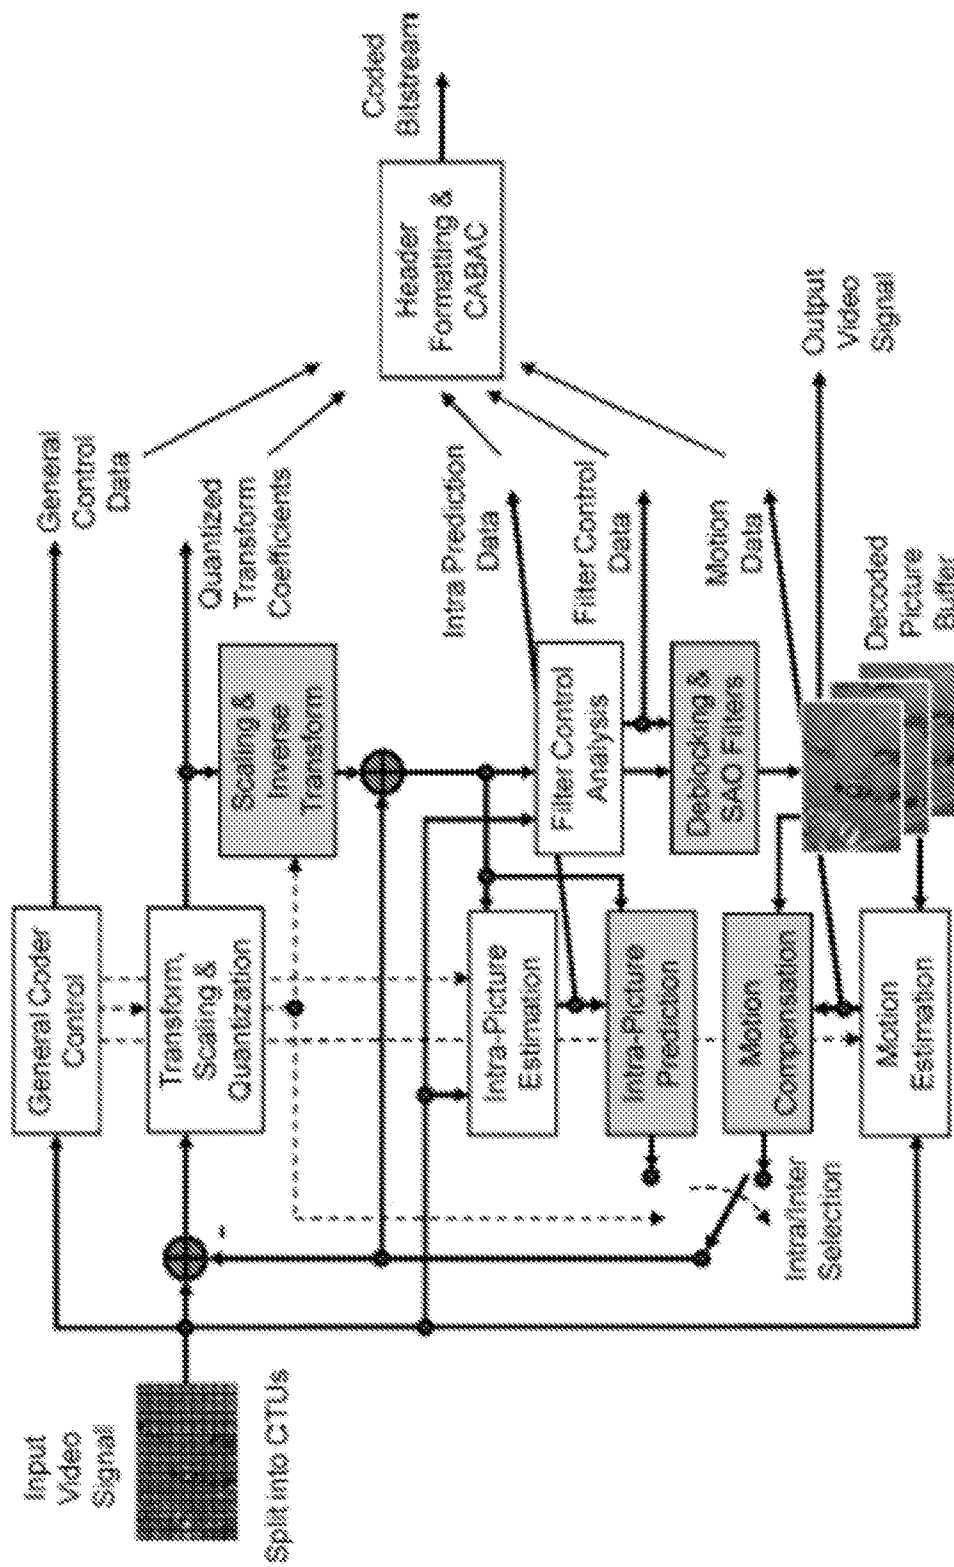 Input
Video
Signal
Split into CTUs
General Coder
Control
Transform,
Scaling &
Quantization
Scaling &
Inverse
Transform
General
Control
Data
Quantized
Transform
Coefficients
Intra-Picture
Estimation
Intra-Picture
Prediction
Motion
Compensation
Motion
Estimation
Intra/Inter
Selection
-
Filter Control
Analysis
Deblocking &
SAO Filters
Intra Prediction
Data
Filter Control
Data
Motion
Data
Header
Formatting &
CABAC
Coded
Bitstream
Output
Video
Signal
Decoded
Picture
Buffer